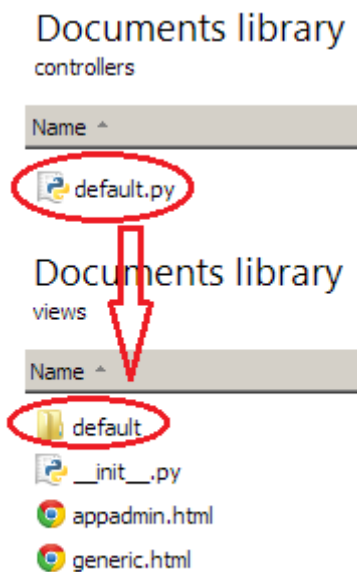 Documents library
controllers
Name
default.py
Documents library
views
Name
default
__init__.py
appadmin.html
generic.html